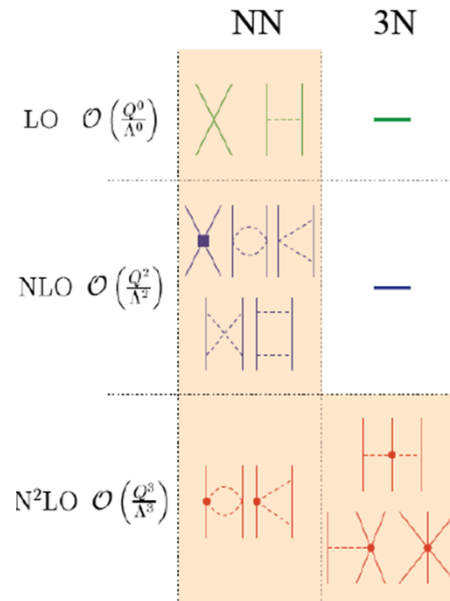 NN 3N
LO 𝒪 (Q⁰/Λ⁰)
NLO 𝒪 (Q²/Λ²)
N²LO 𝒪 (Q³/Λ³)